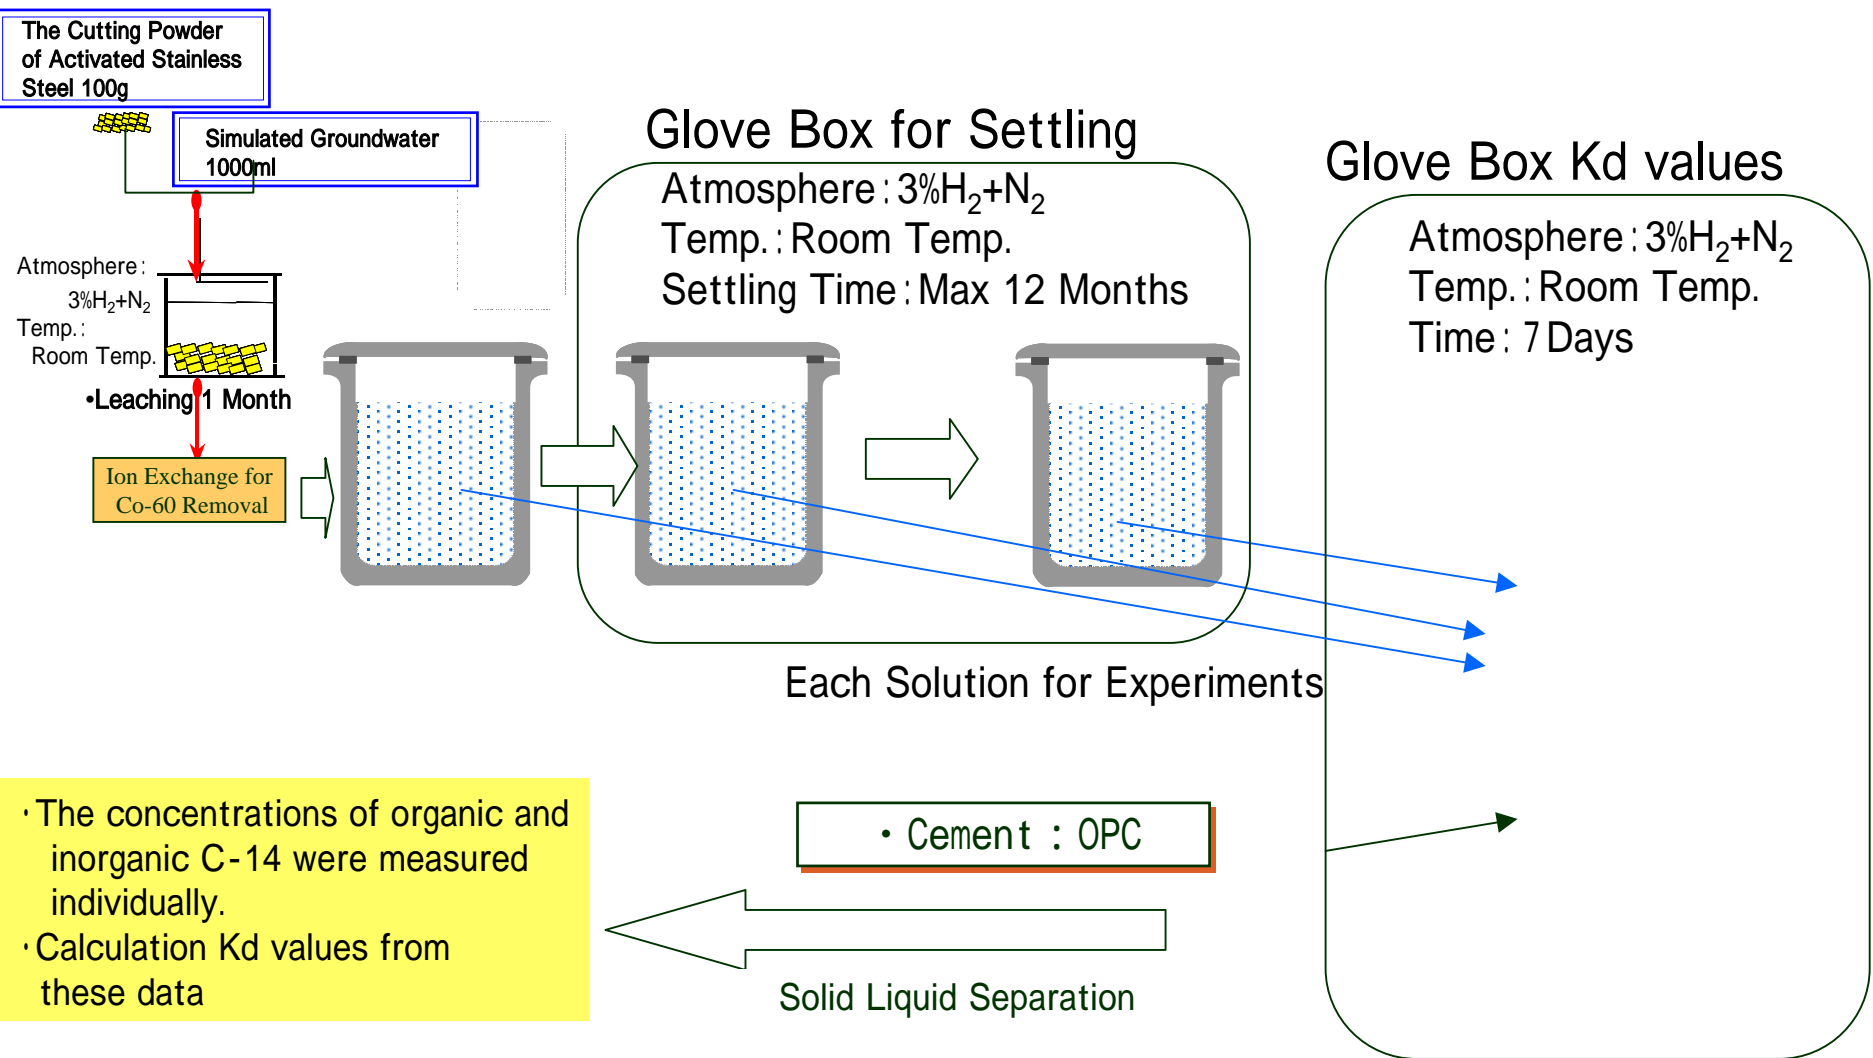 The Cutting Powder
of Activated Stainless
Steel 100g
Simulated Groundwater
1000ml
Atmosphere:
3%H₂+N₂
Temp.:
Room Temp.
•Leaching 1 Month
Ion Exchange for
Co-60 Removal
Glove Box for Settling
Atmosphere:3%H₂+N₂
Temp.:Room Temp.
Settling Time:Max 12 Months
Glove Box Kd values
Atmosphere:3%H₂+N₂
Temp.:Room Temp.
Time:7 Days
Each Solution for Experiments
・Cement : OPC
Solid Liquid Separation
・The concentrations of organic and
inorganic C-14 were measured
individually.
・Calculation Kd values from
these data